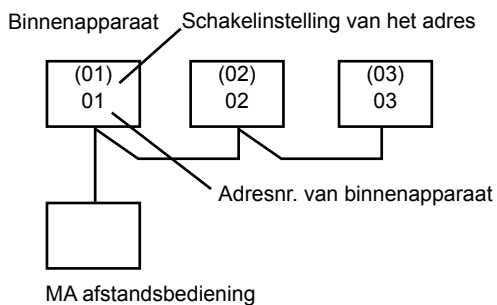 Binnenapparaat Schakelinstelling van het adres
(01) (02) (03)
01 02 03
Adresnr. van binnenapparaat
MA afstandsbediening